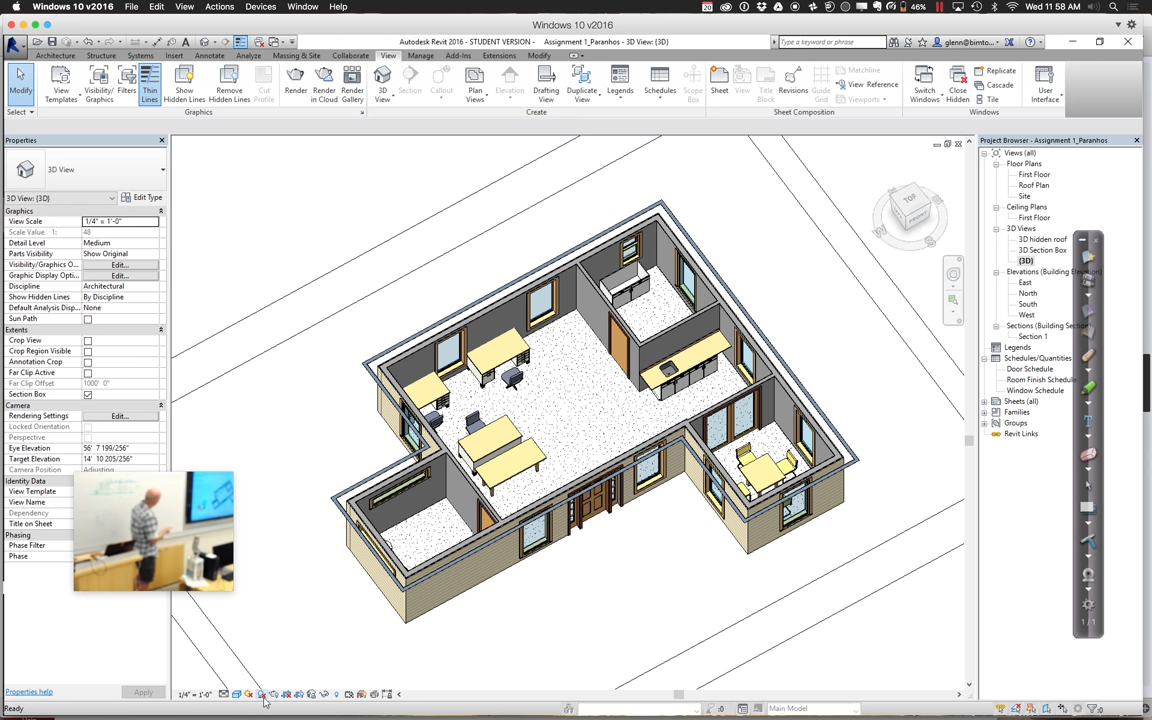 Windows 10 v2016 File Edit View Actions Devices Window Help 46% Wed 11 58 AM
Windows 10 v2016
Autodesk Revit 2016 - STUDENT VERSION - Assignment 1_Paranhos - 3D View: {3D} Type a keyword or phrase glenn@bimto...
Architecture Structure Systems Insert Annotate Analyze Massing & Site Collaborate View Manage Add-Ins Extensions Modify
Modify View Templates Visibility/ Graphics Filters Thin Lines Show Hidden Lines Remove Hidden Lines Cut Profile Render Render in Cloud Render Gallery 3D View Section Callout Plan Views Elevation Drafting View Duplicate View Legends Schedules Scope Box Sheet View Title Block Revisions Guide Grid Matchline View Reference Viewports Switch Windows Close Hidden Replicate Cascade Tile User Interface
Select Graphics Create Sheet Composition Windows
Properties
3D View
3D View: {3D} Edit Type
Graphics
View Scale 1/4" = 1'-0"
Scale Value 1: 48
Detail Level Medium
Parts Visibility Show Original
Visibility/Graphics O... Edit...
Graphic Display Opti... Edit...
Discipline Architectural
Show Hidden Lines By Discipline
Default Analysis Disp... None
Sun Path
Extents
Crop View
Crop Region Visible
Annotation Crop
Far Clip Active
Far Clip Offset 1000' 0"
Section Box
Camera
Rendering Settings Edit...
Locked Orientation
Perspective
Eye Elevation 56' 7 199/256"
Target Elevation 14' 10 205/256"
Camera Position Adjusting
Identity Data
View Template
View Name
Dependency
Title on Sheet
Phasing
Phase Filter
Phase
Properties help Apply
TOP
FRONT
W
S
Project Browser - Assignment 1_Paranhos
Views (all)
Floor Plans
First Floor
Roof Plan
Site
Ceiling Plans
First Floor
3D Views
3D hidden roof
3D Section Box
{3D}
Elevations (Building Elevation)
East
North
South
West
Sections (Building Section
Section 1
Legends
Schedules/Quantities
Door Schedule
Room Finish Schedule
Window Schedule
Sheets (all)
Families
Groups
Revit Links
1 / 1
1/4" = 1'-0"
Ready :0 Main Model :0